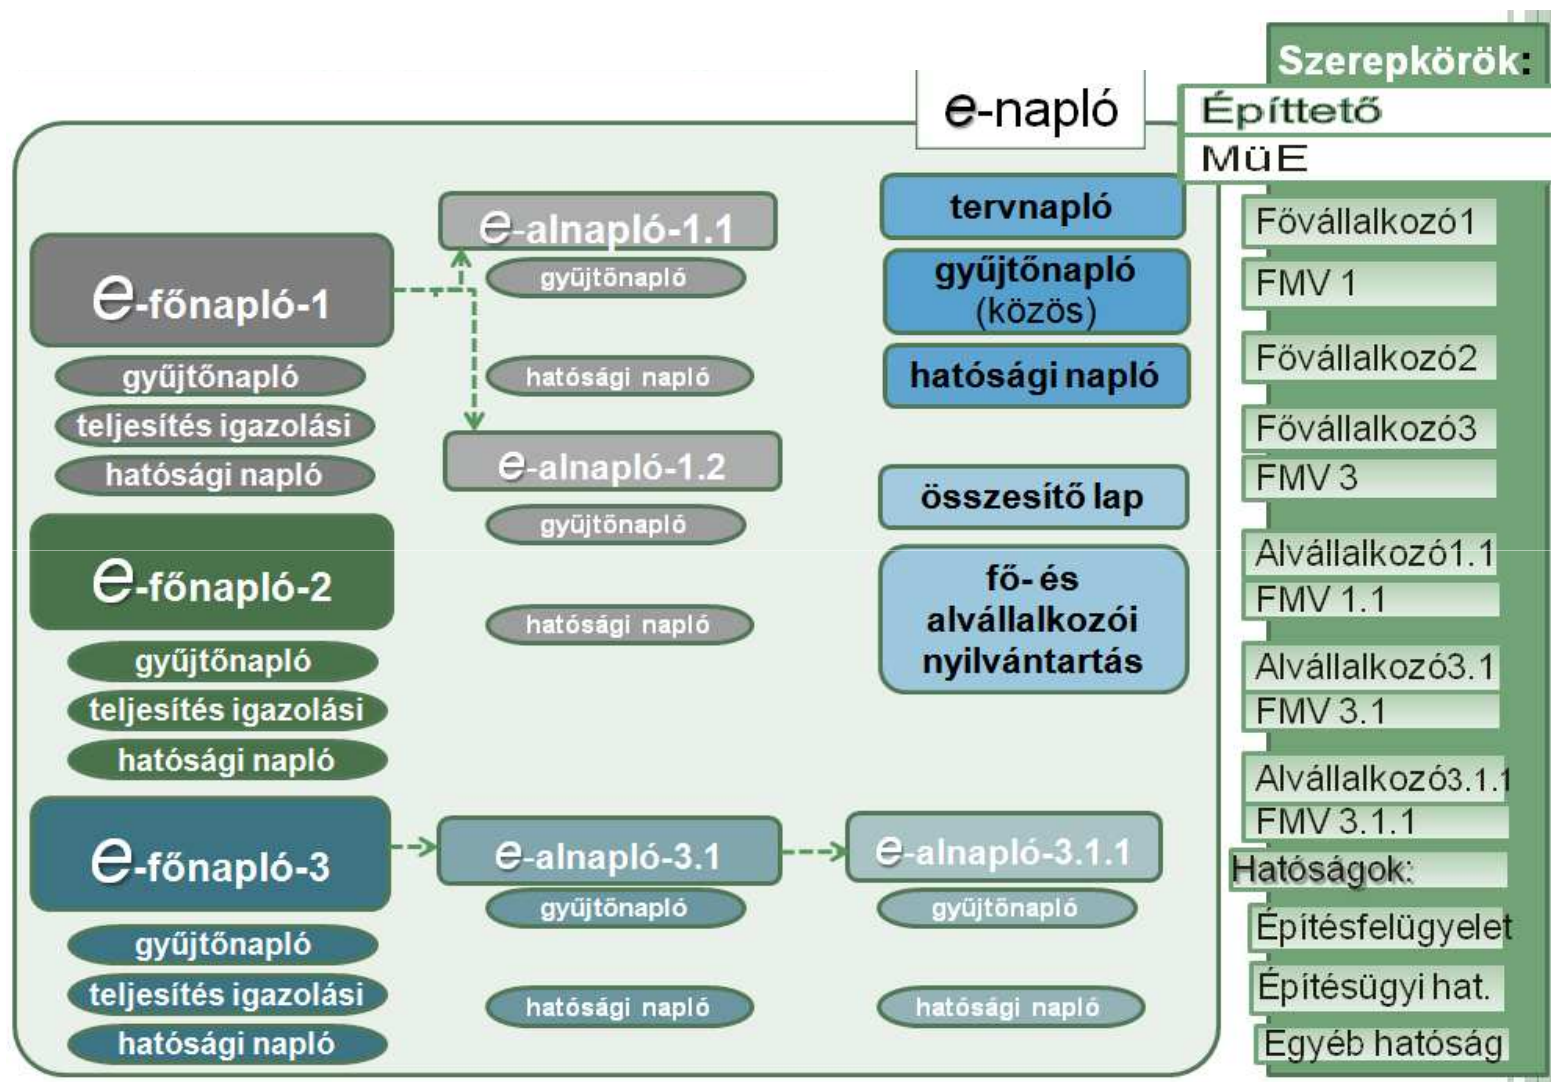 e-napló
e-főnapló-1
gyűjtőnapló
teljesítés igazolási
hatósági napló
e-főnapló-2
gyűjtőnapló
teljesítés igazolási
hatósági napló
e-főnapló-3
gyűjtőnapló
teljesítés igazolási
hatósági napló
e-alnapló-1.1
gyűjtőnapló
hatósági napló
e-alnapló-1.2
gyűjtőnapló
hatósági napló
e-alnapló-3.1
gyűjtőnapló
hatósági napló
e-alnapló-3.1.1
gyűjtőnapló
hatósági napló
tervnapló
gyűjtőnapló
(közös)
hatósági napló
összesítő lap
fő- és
alvállalkozói
nyilvántartás
Szerepkörök:
Építtető
MüE
Fővállalkozó1
FMV 1
Fővállalkozó2
Fővállalkozó3
FMV 3
Alvállalkozó1.1
FMV 1.1
Alvállalkozó3.1
FMV 3.1
Alvállalkozó3.1.1
FMV 3.1.1
Hatóságok:
Építésfelügyelet
Építésügyi hat.
Egyéb hatóság